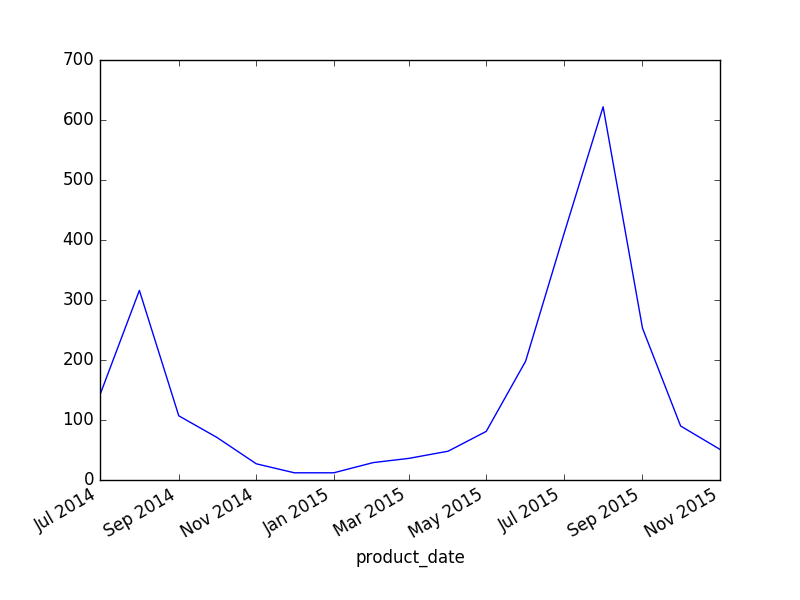 700
600
500
400
300
200
100
0
Jul 2014
Sep 2014
Nov 2014
Jan 2015
Mar 2015
May 2015
Jul 2015
Sep 2015
Nov 2015
product_date